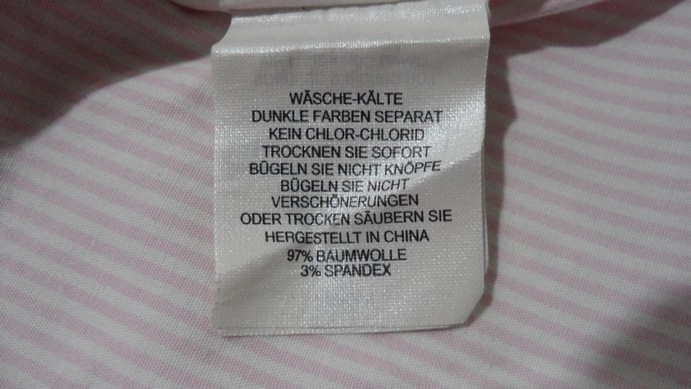 WÄSCHE-KÄLTE
DUNKLE FARBEN SEPARAT
KEIN CHLOR-CHLORID
TROCKNEN SIE SOFORT
BÜGELN SIE NICHT KNÖPFE
BÜGELN SIE NICHT
VERSCHÖNERUNGEN
ODER TROCKEN SÄUBERN SIE
HERGESTELLT IN CHINA
97% BAUMWOLLE
3% SPANDEX